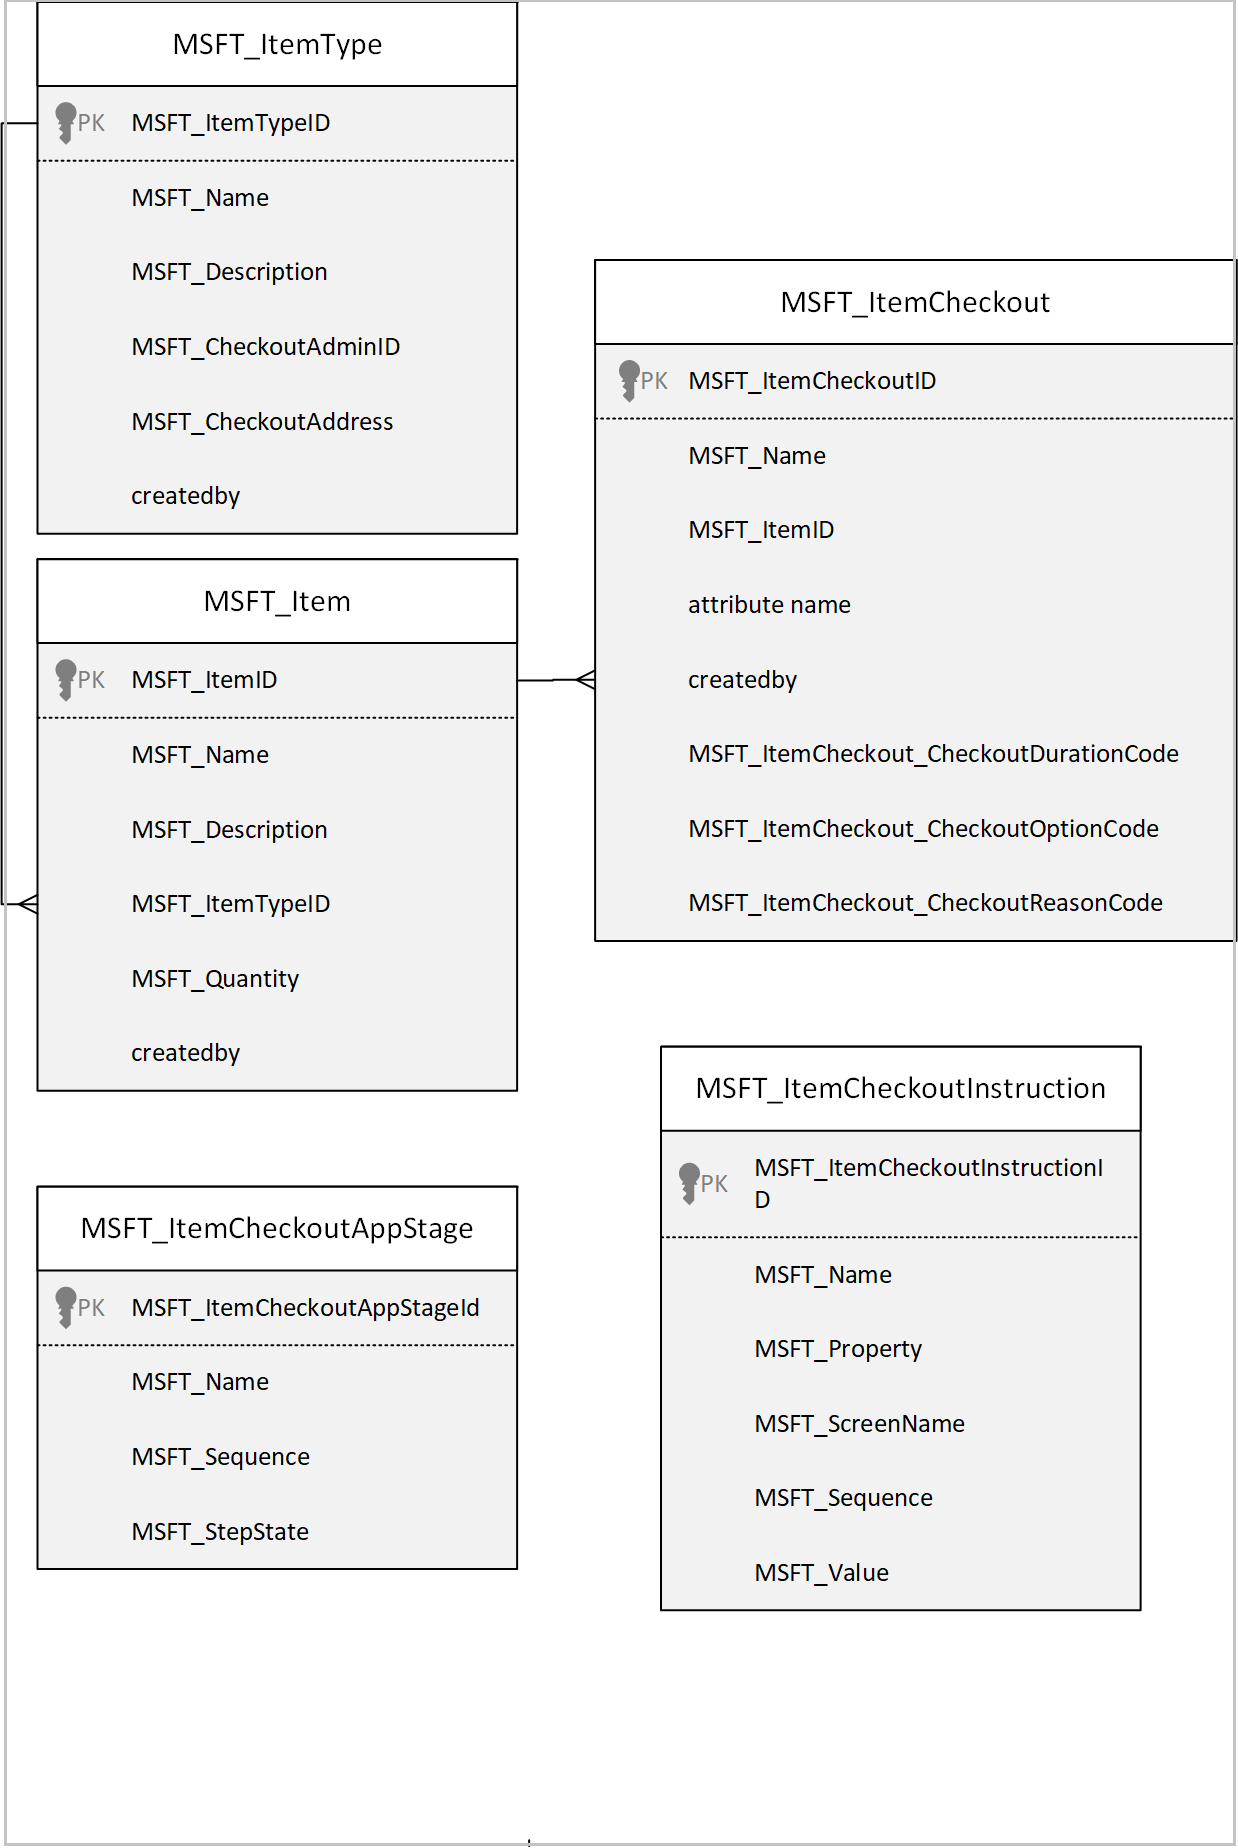 MSFT_ItemType
PK MSFT_ItemTypeID
MSFT_Name
MSFT_Description
MSFT_CheckoutAdminID
MSFT_CheckoutAddress
createdby
MSFT_Item
PK MSFT_ItemID
MSFT_Name
MSFT_Description
MSFT_ItemTypeID
MSFT_Quantity
createdby
MSFT_ItemCheckout
PK MSFT_ItemCheckoutID
MSFT_Name
MSFT_ItemID
attribute name
createdby
MSFT_ItemCheckout_CheckoutDurationCode
MSFT_ItemCheckout_CheckoutOptionCode
MSFT_ItemCheckout_CheckoutReasonCode
MSFT_ItemCheckoutAppStage
PK MSFT_ItemCheckoutAppStageId
MSFT_Name
MSFT_Sequence
MSFT_StepState
MSFT_ItemCheckoutInstruction
PK MSFT_ItemCheckoutInstructionI
D
MSFT_Name
MSFT_Property
MSFT_ScreenName
MSFT_Sequence
MSFT_Value